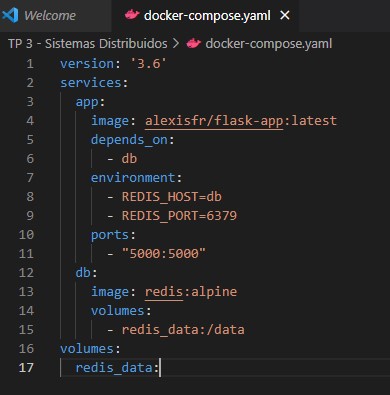 Welcome docker-compose.yaml ×
TP 3 - Sistemas Distribuidos > docker-compose.yaml
1 version: '3.6'
2 services:
3   app:
4     image: alexisfr/flask-app:latest
5     depends_on:
6       - db
7     environment:
8       - REDIS_HOST=db
9       - REDIS_PORT=6379
10     ports:
11       - "5000:5000"
12   db:
13     image: redis:alpine
14     volumes:
15       - redis_data:/data
16 volumes:
17   redis_data: